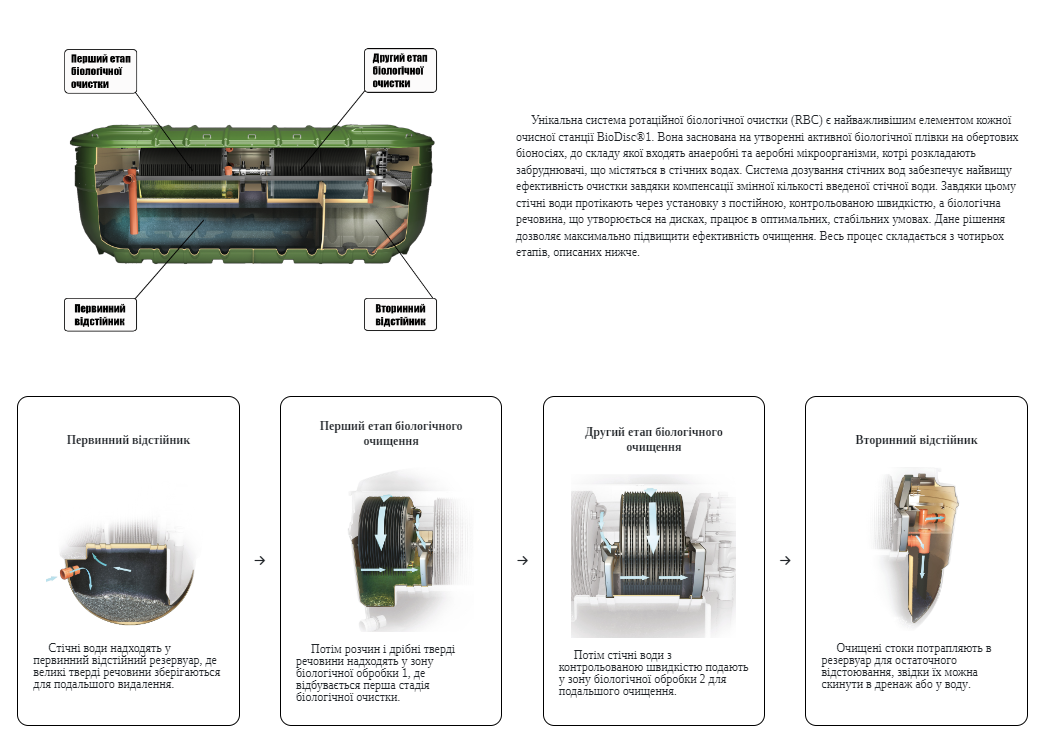 Перший етап
біологічної
очистки
Другий етап
біологічної
очистки
Первинний
відстійник
Вторинний
відстійник
Унікальна система ротаційної біологічної очистки (RBC) є найважливішим елементом кожної
очисної станції BioDisc®1. Вона заснована на утворенні активної біологічної плівки на обертових
біоносіях, до складу якої входять анаеробні та аеробні мікроорганізми, котрі розкладають
забруднювачі, що містяться в стічних водах. Система дозування стічних вод забезпечує найвищу
ефективність очистки завдяки компенсації змінної кількості введеної стічної води. Завдяки цьому
стічні води протікають через установку з постійною, контрольованою швидкістю, а біологічна
речовина, що утворюється на дисках, працює в оптимальних, стабільних умовах. Дане рішення
дозволяє максимально підвищити ефективність очищення. Весь процес складається з чотирьох
етапів, описаних нижче.
Первинний відстійник
Стічні води надходять у
первинний відстійний резервуар, де
великі тверді речовини зберігаються
для подальшого видалення.
Перший етап біологічного
очищення
Потім розчин і дрібні тверді
речовини надходять у зону
біологічної обробки 1, де
відбувається перша стадія
біологічної очистки.
Другий етап біологічного
очищення
Потім стічні води з
контрольованою швидкістю подають
у зону біологічної обробки 2 для
подальшого очищення.
Вторинний відстійник
Очищені стоки потрапляють в
резервуар для остаточного
відстоювання, звідки їх можна
скинути в дренаж або у воду.